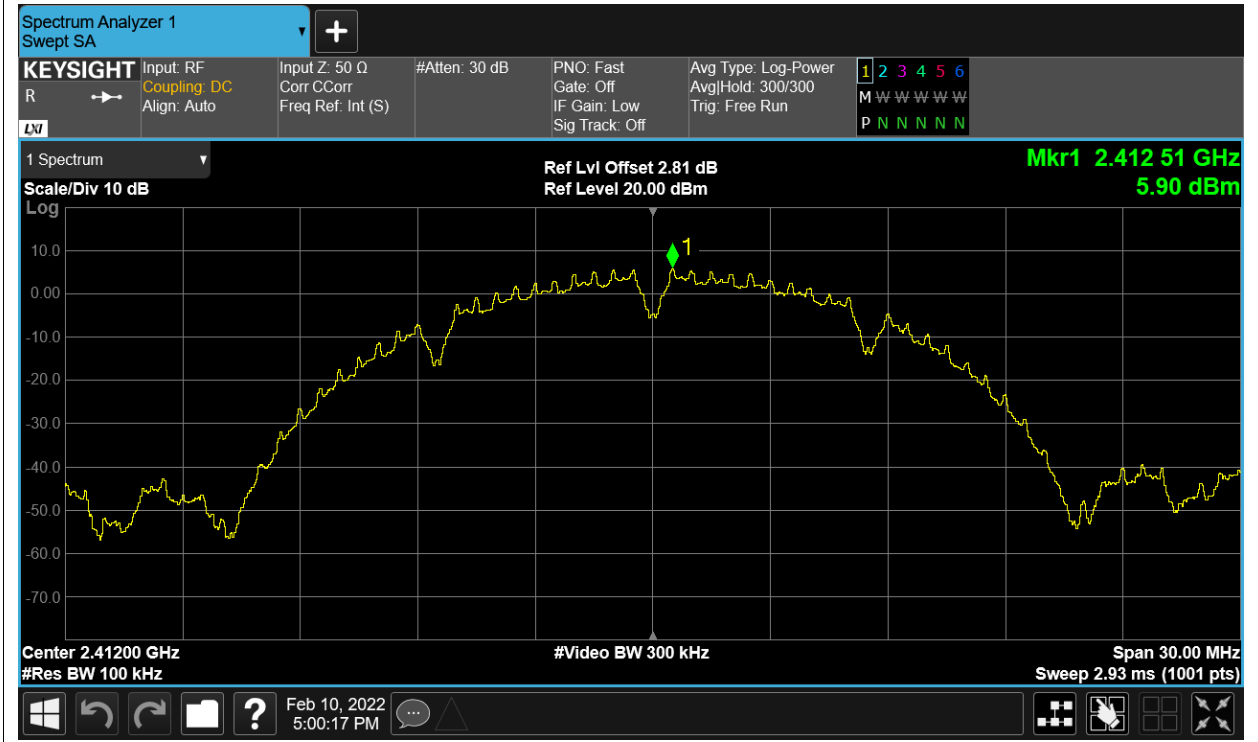 Spectrum Analyzer 1
Swept SA
KEYSIGHT
R
LXI
Input: RF
Coupling: DC
Align: Auto
Input Z: 50 Ω
Corr CCorr
Freq Ref: Int (S)
#Atten: 30 dB
PNO: Fast
Gate: Off
IF Gain: Low
Sig Track: Off
Avg Type: Log-Power
Avg|Hold: 300/300
Trig: Free Run
1 2 3 4 5 6
M W W W W W W
P N N N N N N
1 Spectrum
Scale/Div 10 dB
Log
Ref Lvl Offset 2.81 dB
Ref Level 20.00 dBm
Mkr1 2.412 51 GHz
5.90 dBm
1
10.0
0.00
-10.0
-20.0
-30.0
-40.0
-50.0
-60.0
-70.0
Center 2.41200 GHz
#Video BW 300 kHz
Span 30.00 MHz
#Res BW 100 kHz
Sweep 2.93 ms (1001 pts)
?
Feb 10, 2022
5:00:17 PM